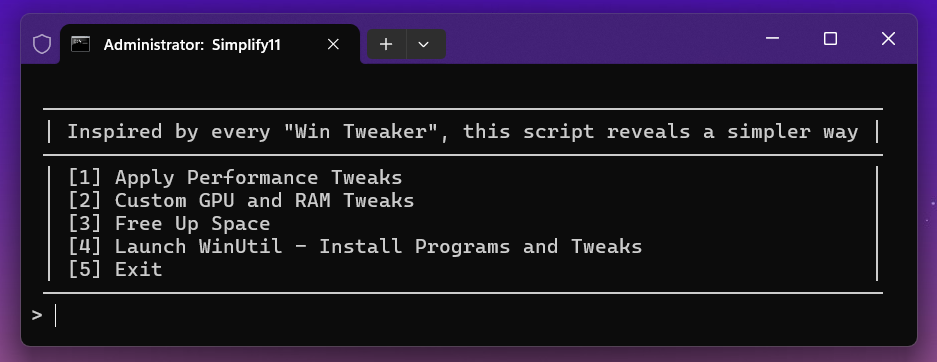 Administrator: Simplify11
Inspired by every "Win Tweaker", this script reveals a simpler way
[1] Apply Performance Tweaks
[2] Custom GPU and RAM Tweaks
[3] Free Up Space
[4] Launch WinUtil - Install Programs and Tweaks
[5] Exit
>